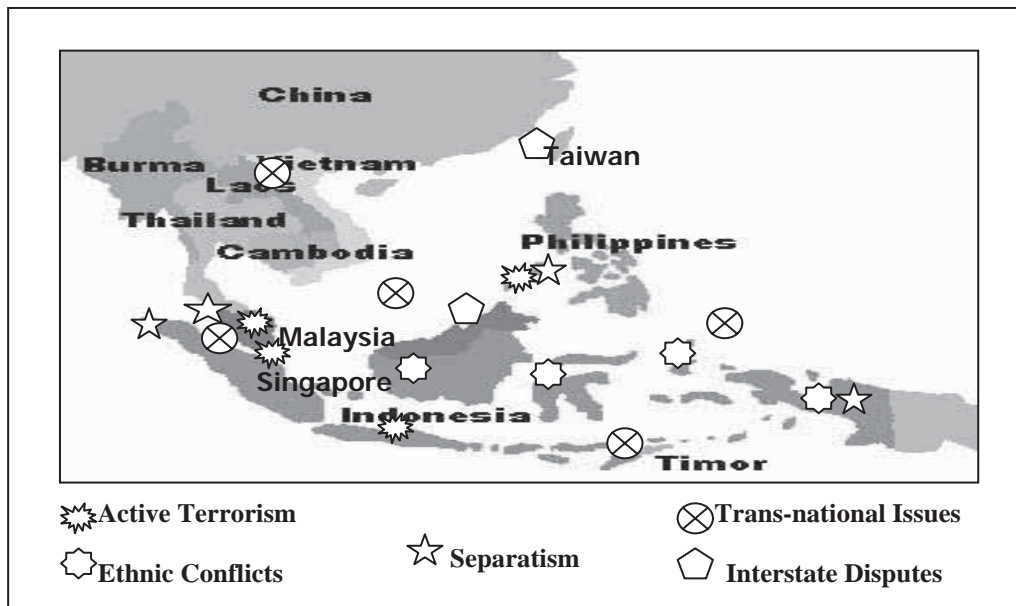 China
Taiwan
Burma Vietnam
Laos
Thailand
Philippines
Cambodia
Malaysia
Singapore
Indonesia
Timor
Active Terrorism
Trans-national Issues
Separatism
Ethnic Conflicts
Interstate Disputes